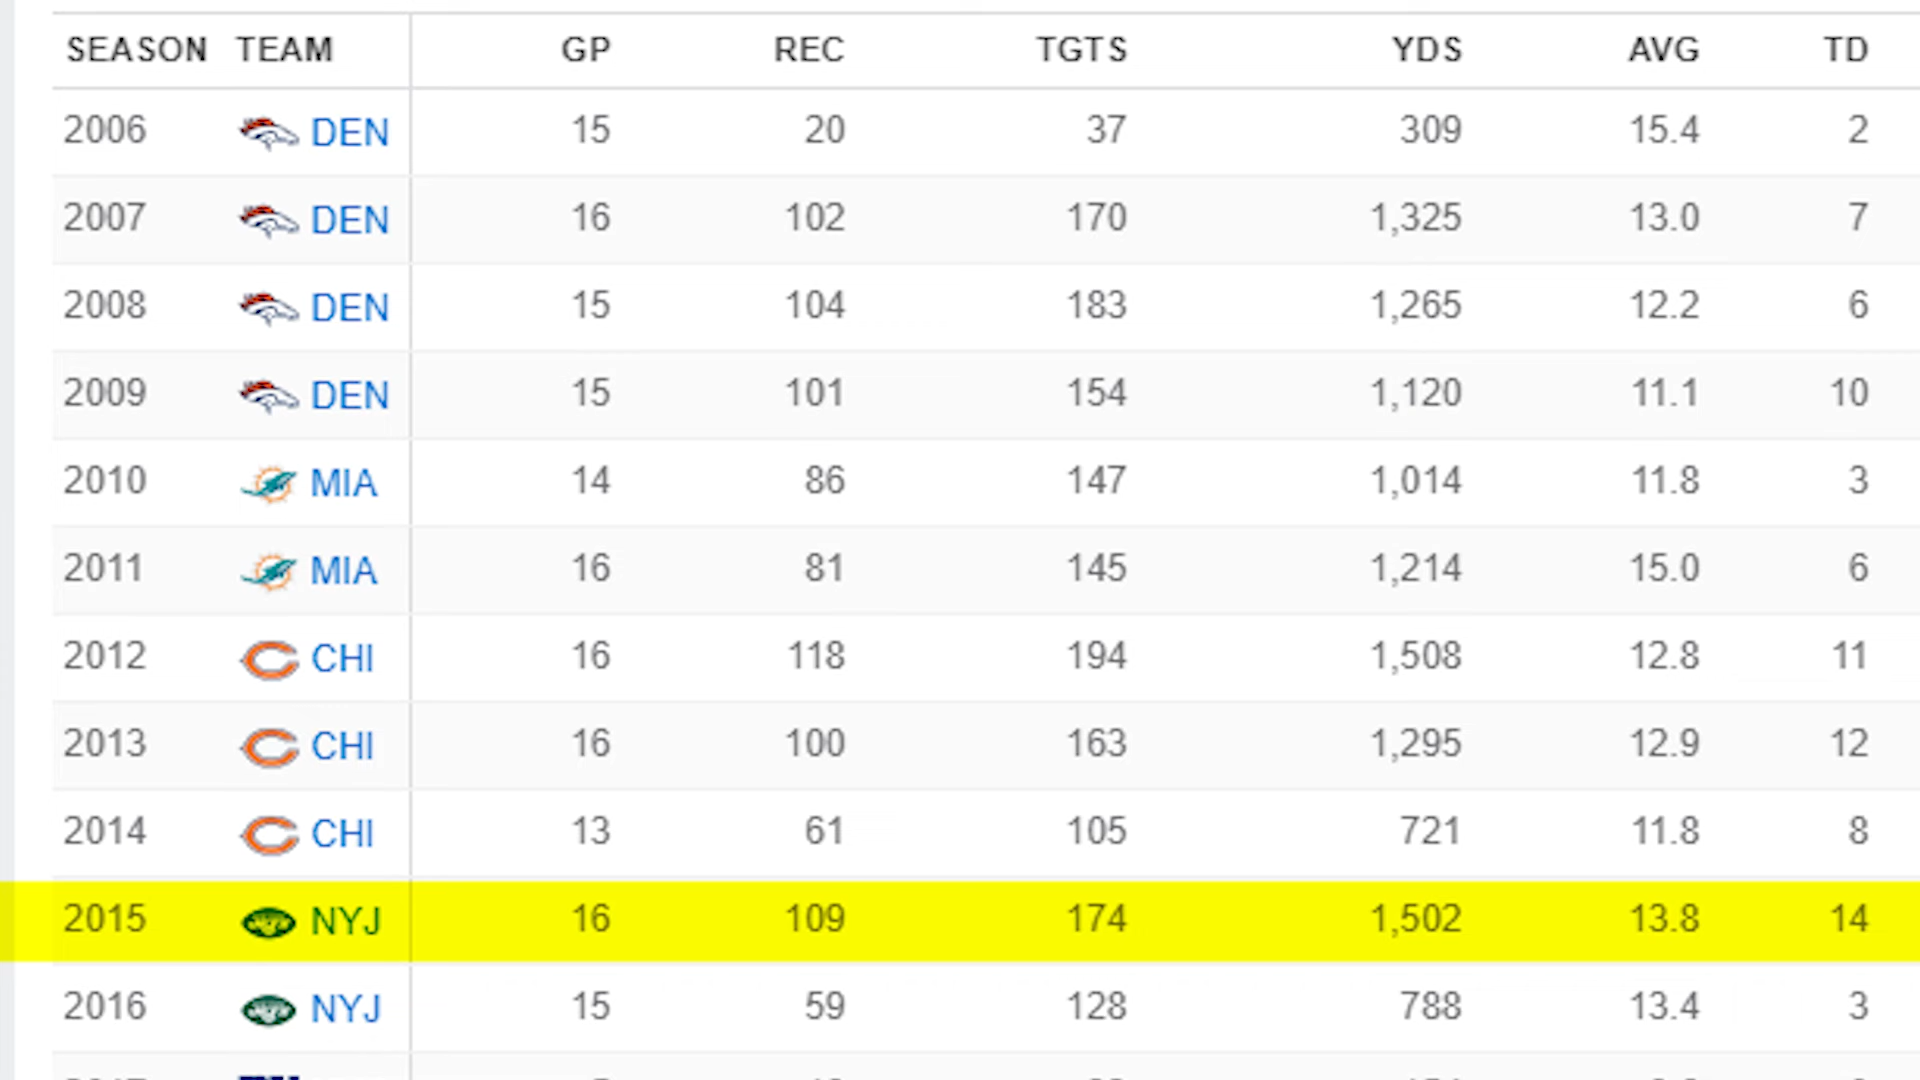 SEASON TEAM GP REC TGTS YDS AVG TD
2006 DEN 15 20 37 309 15.4 2
2007 DEN 16 102 170 1,325 13.0 7
2008 DEN 15 104 183 1,265 12.2 6
2009 DEN 15 101 154 1,120 11.1 10
2010 MIA 14 86 147 1,014 11.8 3
2011 MIA 16 81 145 1,214 15.0 6
2012 CHI 16 118 194 1,508 12.8 11
2013 CHI 16 100 163 1,295 12.9 12
2014 CHI 13 61 105 721 11.8 8
2015 NYJ 16 109 174 1,502 13.8 14
2016 NYJ 15 59 128 788 13.4 3